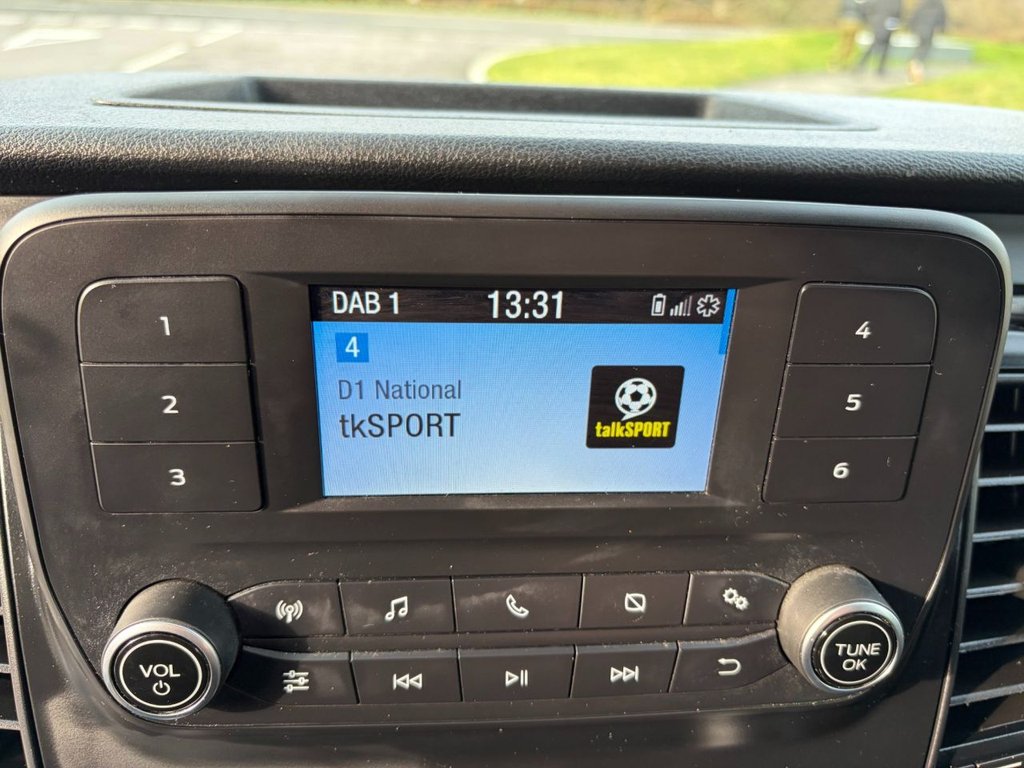 DAB 1 13:31
4
D1 National
tkSPORT
talkSPORT
1
2
3
4
5
6
VOL
TUNE
OK